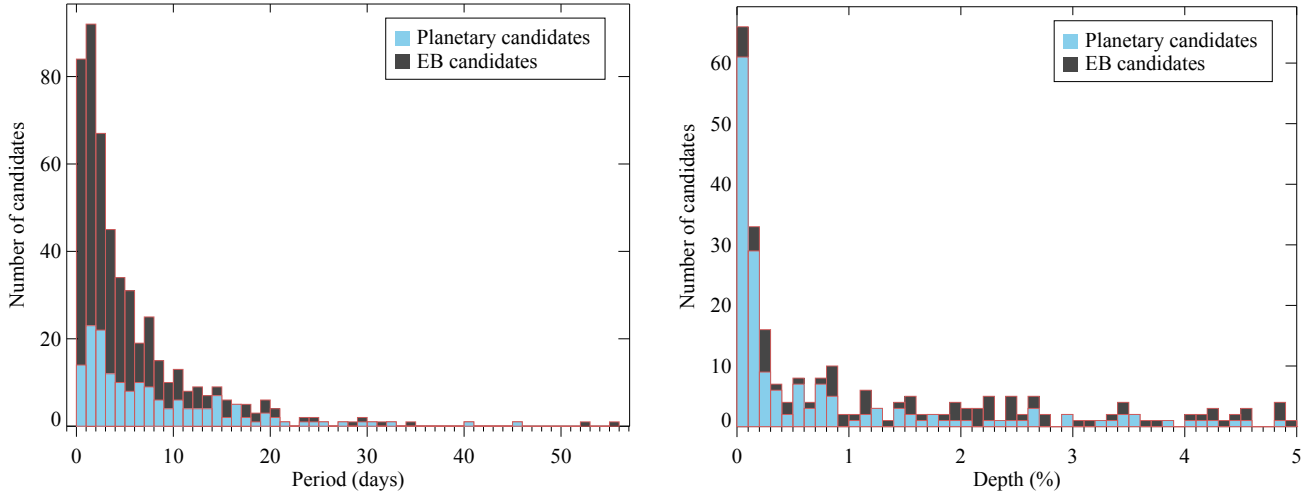 Planetary candidates
EB candidates
80
60
40
20
0
0 10 20 30 40 50
Number of candidates
Period (days)
Planetary candidates
EB candidates
60
50
40
30
20
10
0
0 1 2 3 4 5
Number of candidates
Depth (%)